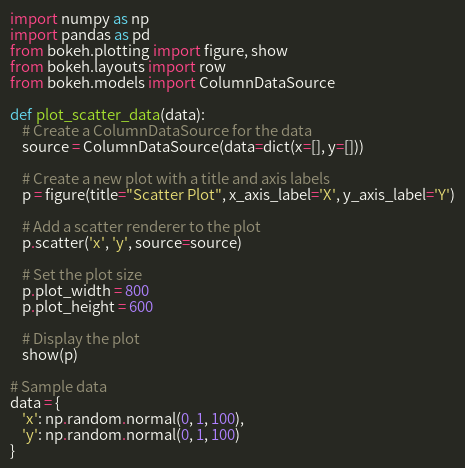 import numpy as np
import pandas as pd
from bokeh.plotting import figure, show
from bokeh.layouts import row
from bokeh.models import ColumnDataSource

def plot_scatter_data(data):
    # Create a ColumnDataSource for the data
    source = ColumnDataSource(data=dict(x=[], y=[]))

    # Create a new plot with a title and axis labels
    p = figure(title="Scatter Plot", x_axis_label='X', y_axis_label='Y')

    # Add a scatter renderer to the plot
    p.scatter('x', 'y', source=source)

    # Set the plot size
    p.plot_width = 800
    p.plot_height = 600

    # Display the plot
    show(p)

# Sample data
data = {
    'x': np.random.normal(0, 1, 100),
    'y': np.random.normal(0, 1, 100)
}